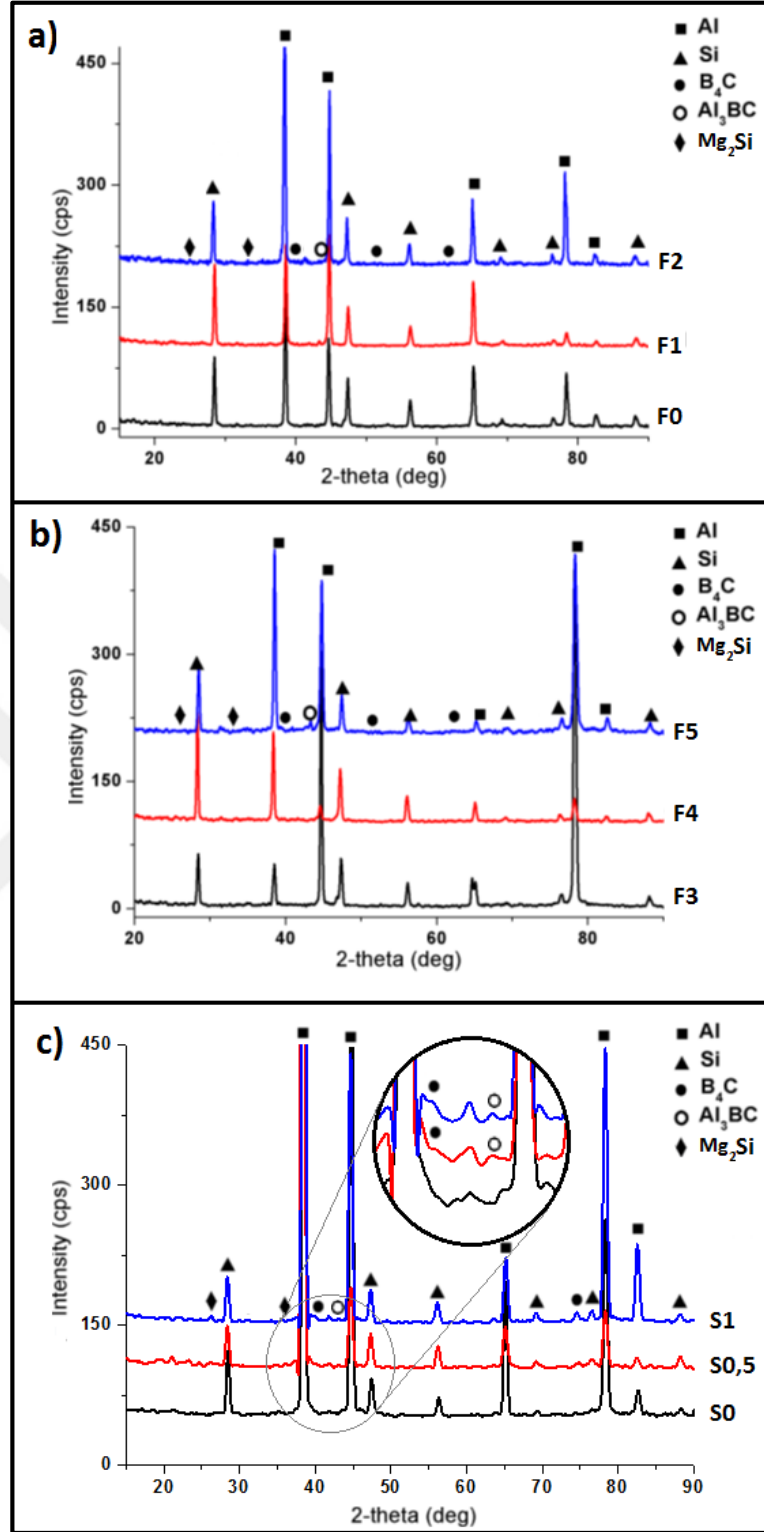 a)
450
300
150
0
Intensity (cps)
20
40
60
80
2-theta (deg)
Al
Si
B₄C
Al₃BC
Mg₂Si
F2
F1
F0
b)
450
300
150
0
Intensity (cps)
20
40
60
80
2-theta (deg)
Al
Si
B₄C
Al₃BC
Mg₂Si
F5
F4
F3
c)
450
300
150
0
Intensity (cps)
20
30
40
50
60
70
80
90
2-theta (deg)
Al
Si
B₄C
Al₃BC
Mg₂Si
S1
S0,5
S0